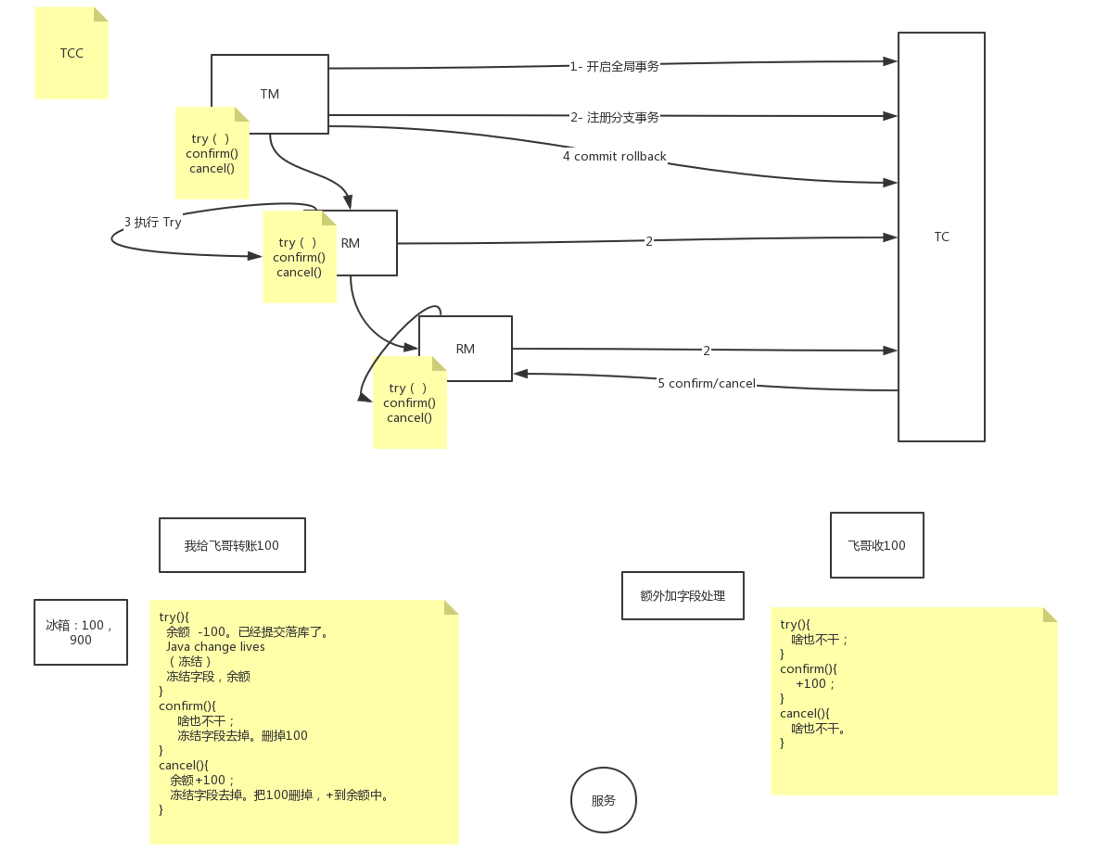 TCC
TM
1- 开启全局事务
2- 注册分支事务
try（ ）
confirm()
cancel()
4 commit rollback
3 执行 Try
try（ ）
confirm()
cancel()
RM
2
TC
RM
2
5 confirm/cancel
try（ ）
confirm()
cancel()
我给飞哥转账100
飞哥收100
额外加字段处理
冰箱：100，
900
try(){
余额 -100。已经提交落库了。
Java change lives
（冻结）
冻结字段，余额
}
confirm(){
啥也不干；
冻结字段去掉。删掉100
}
cancel(){
余额+100；
冻结字段去掉。把100删掉，+到余额中。
}
try(){
啥也不干；
}
confirm(){
+100；
}
cancel(){
啥也不干。
}
服务